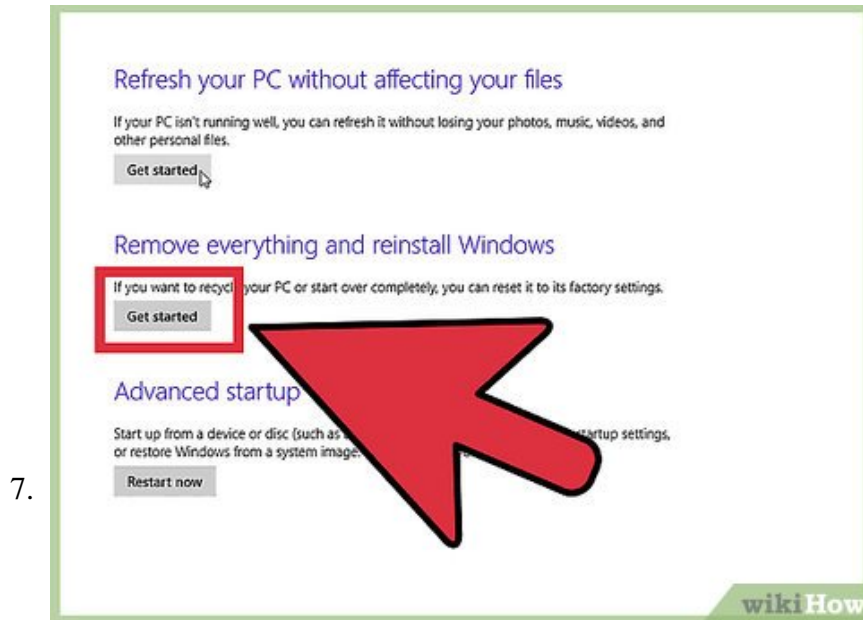 Refresh your PC without affecting your files
If your PC isn't running well, you can refresh it without losing your photos, music, videos, and
other personal files.
Get started
Remove everything and reinstall Windows
If you want to recycle your PC or start over completely, you can reset it to its factory settings.
Get started
Advanced startup
Start up from a device or disc (such as startup settings,
or restore Windows from a system image.
Restart now
7.
wikiHow